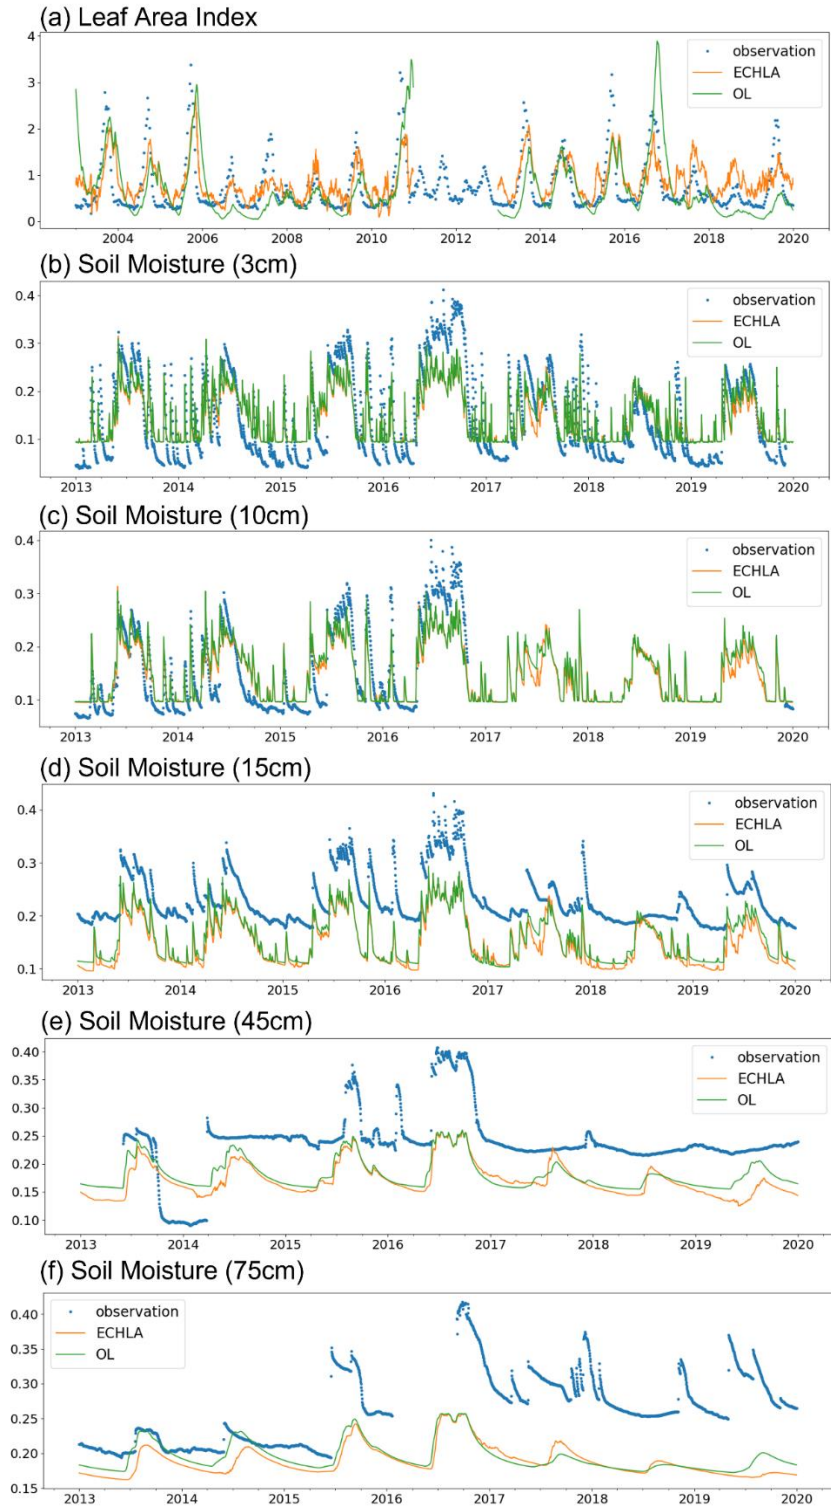 (a) Leaf Area Index
4
3
2
1
0
observation
ECHLA
OL
2004 2006 2008 2010 2012 2014 2016 2018 2020
(b) Soil Moisture (3cm)
0.4
0.3
0.2
0.1
observation
ECHLA
OL
2013 2014 2015 2016 2017 2018 2019 2020
(c) Soil Moisture (10cm)
0.4
0.3
0.2
0.1
observation
ECHLA
OL
2013 2014 2015 2016 2017 2018 2019 2020
(d) Soil Moisture (15cm)
0.4
0.3
0.2
0.1
observation
ECHLA
OL
2013 2014 2015 2016 2017 2018 2019 2020
(e) Soil Moisture (45cm)
0.40
0.35
0.30
0.25
0.20
0.15
0.10
observation
ECHLA
OL
2013 2014 2015 2016 2017 2018 2019 2020
(f) Soil Moisture (75cm)
0.40
0.35
0.30
0.25
0.20
0.15
observation
ECHLA
OL
2013 2014 2015 2016 2017 2018 2019 2020